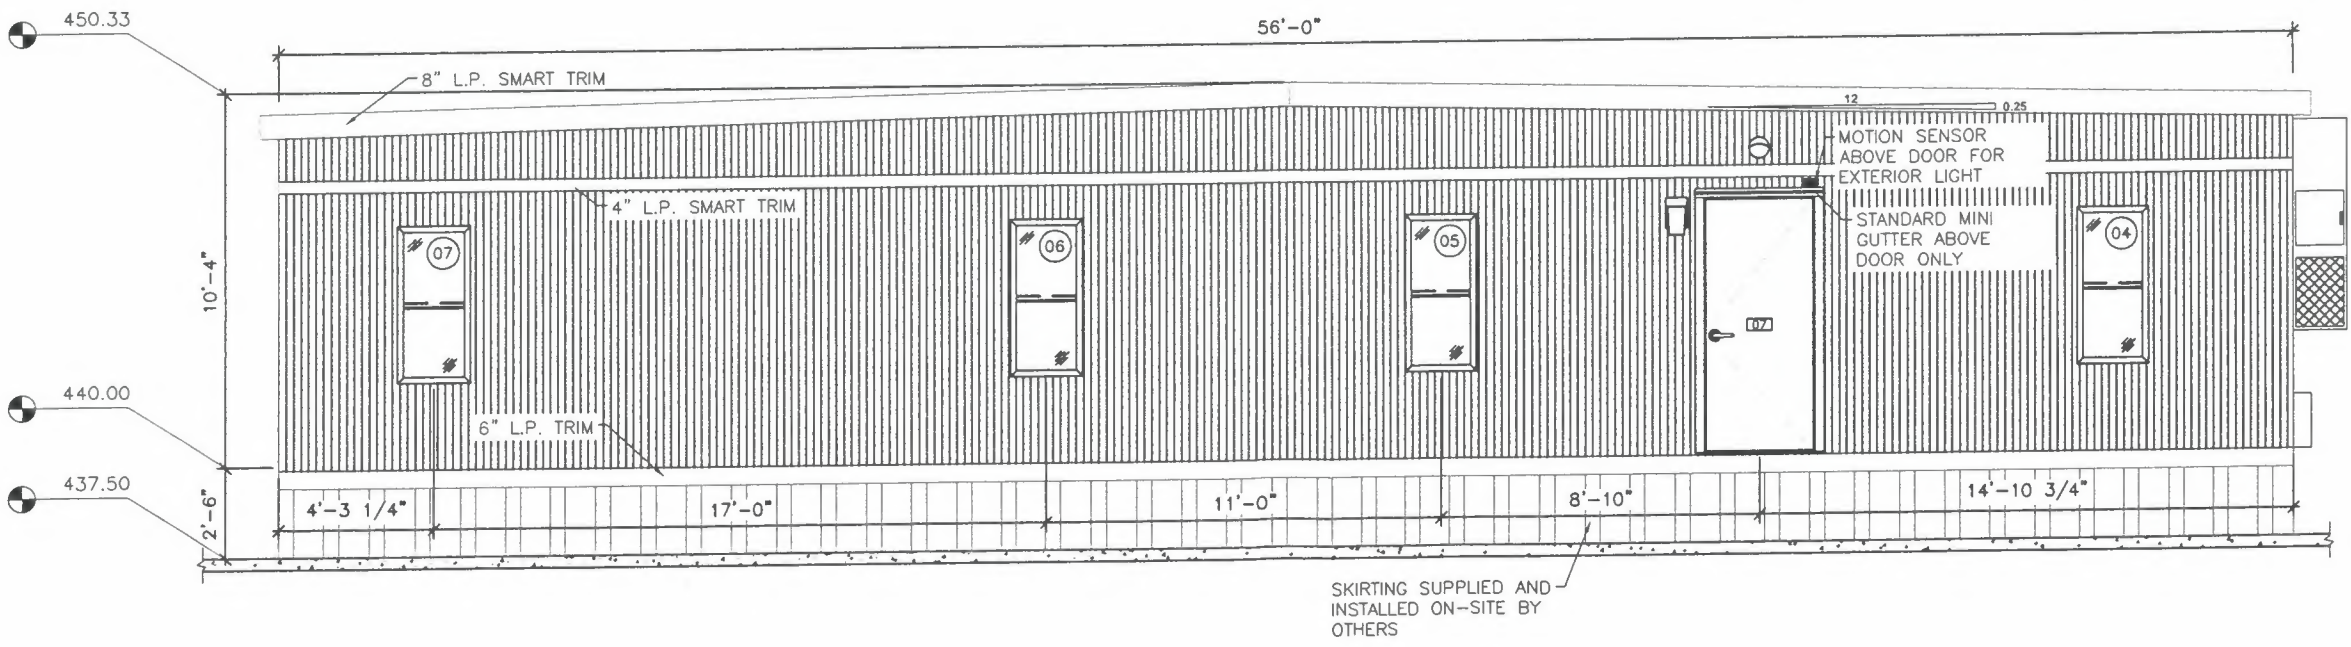 450.33
56'-0"
8" L.P. SMART TRIM
12
0.25
MOTION SENSOR
ABOVE DOOR FOR
EXTERIOR LIGHT
4" L.P. SMART TRIM
STANDARD MINI
GUTTER ABOVE
DOOR ONLY
07
06
05
04
10'-4"
07
440.00
6" L.P. TRIM
437.50
2'-6"
4'-3 1/4"
17'-0"
11'-0"
8'-10"
14'-10 3/4"
SKIRTING SUPPLIED AND
INSTALLED ON-SITE BY
OTHERS